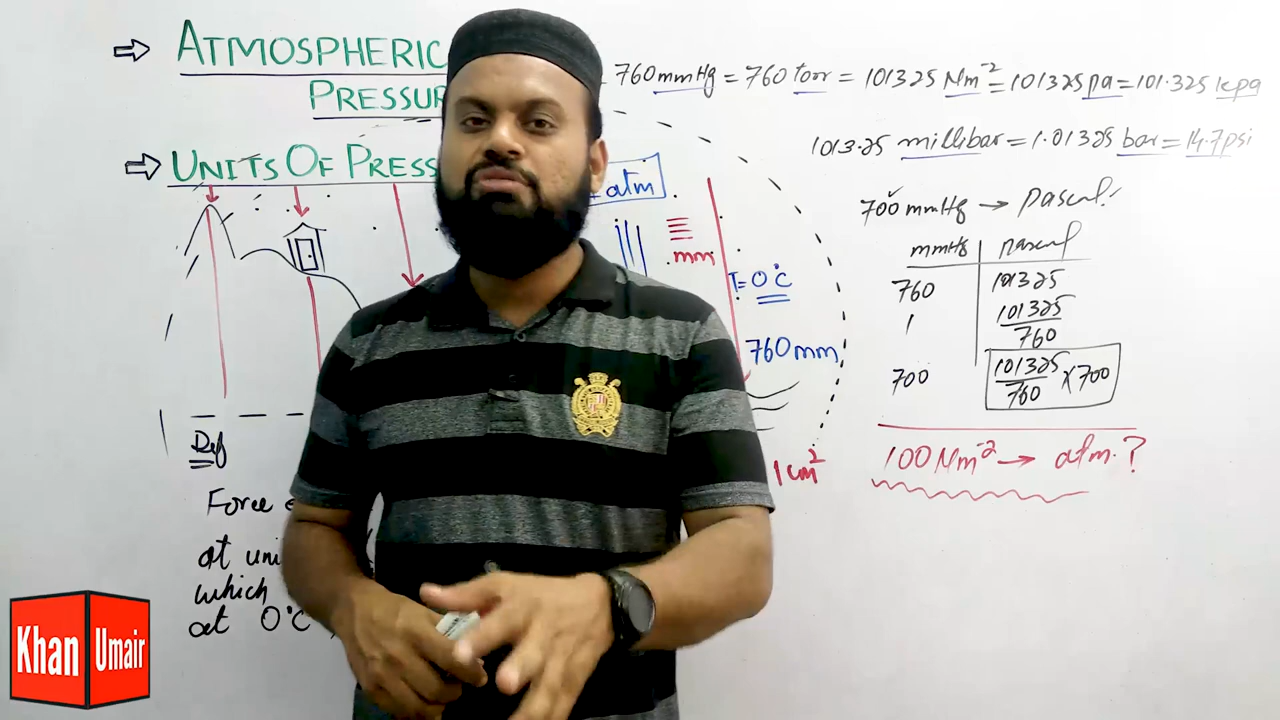 ⇨ ATMOSPHERIC
PRESSUR
760 mmHg = 760 torr = 101325 Nm⁻² = 101325 pa = 101.325 kpa
1013.25 millibar = 1.01325 bar = 14.7 psi
⇨ UNITS OF PRESS
atm
mm
T = 0°C
760 mm
1 cm²
700 mmHg → pascal
mmHg | pascal
760 101325
1 101325/760
700 101325/760 × 700
100 Nm⁻² → atm. ?
Def
Force e
at uni
which
at 0°C
Khan Umair